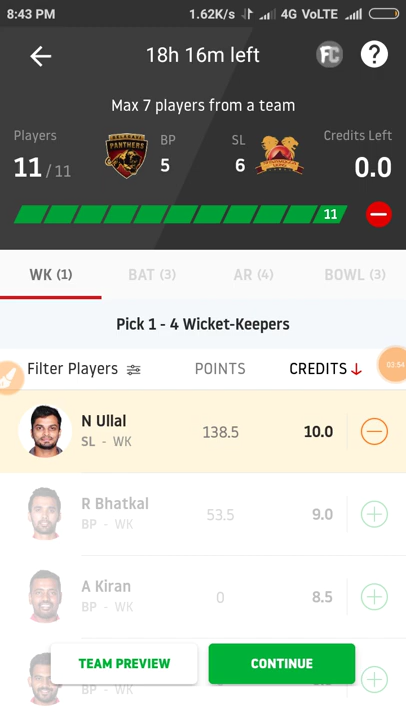 8:43 PM 1.62K/s 4G VoLTE
18h 16m left FC ?
Max 7 players from a team
Players BP SL Credits Left
11 / 11 PANTHERS 5 6 0.0
11
WK (1) BAT (3) AR (4) BOWL (3)
Pick 1 - 4 Wicket-Keepers
Filter Players POINTS CREDITS
03:54
N Ullal
SL - WK 138.5 10.0
R Bhatkal
BP - WK 53.5 9.0
A Kiran
BP - WK 0 8.5
TEAM PREVIEW CONTINUE
BP - WK